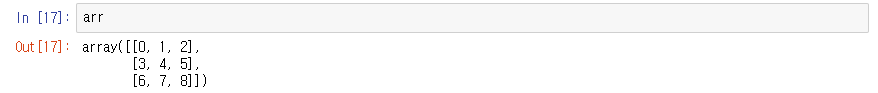 In [17]: arr
Out[17]: array([[0, 1, 2],
[3, 4, 5],
[6, 7, 8]])